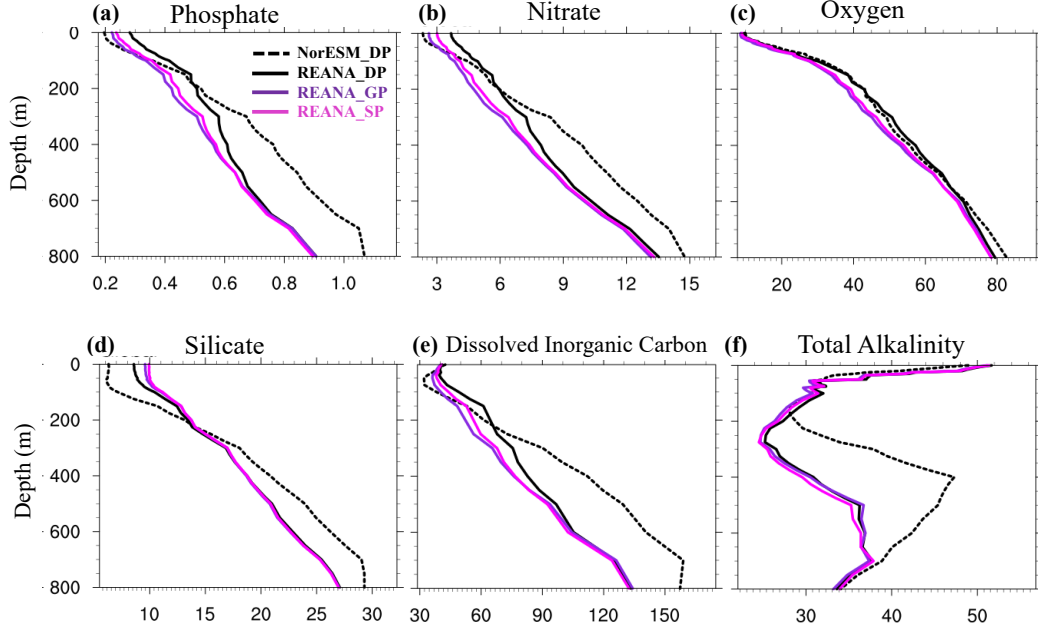 (a) Phosphate (b) Nitrate (c) Oxygen
0
200
400
600
800
Depth (m)
NorESM_DP
REANA_DP
REANA_GP
REANA_SP
0.2 0.4 0.6 0.8 1.0
3 6 9 12 15
20 40 60 80
(d) Silicate (e) Dissolved Inorganic Carbon (f) Total Alkalinity
0
200
400
600
800
Depth (m)
10 15 20 25 30
30 60 90 120 150
30 40 50